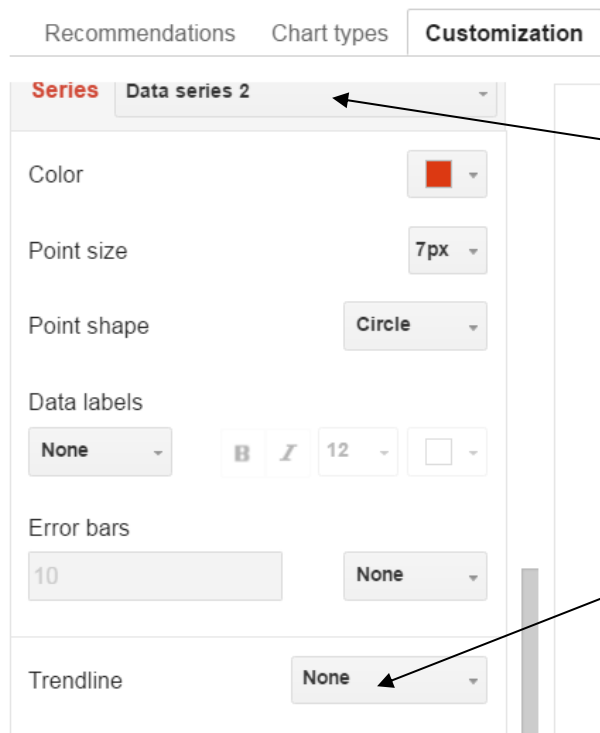 Recommendations Chart types Customization
Series Data series 2
Color
Point size 7px
Point shape Circle
Data labels
None B I 12
Error bars
10 None
Trendline None